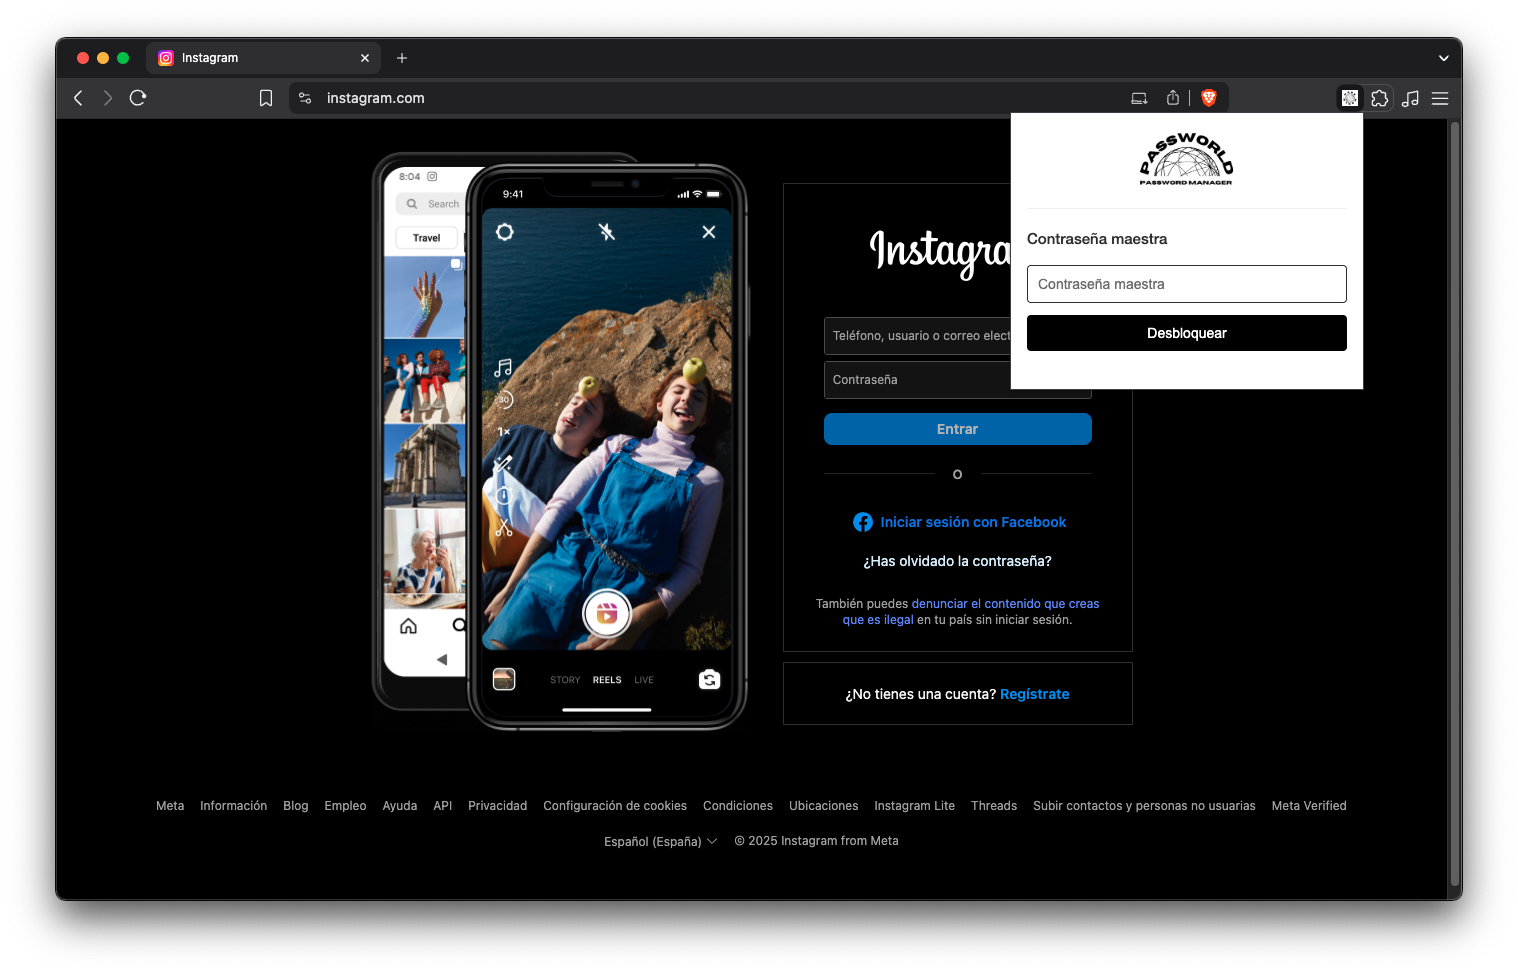 Instagram
instagram.com
PASSWORLD
PASSWORD MANAGER
Contraseña maestra
Contraseña maestra
Desbloquear
8:04
Search
Travel
9:41
30
1×
STORY REELS LIVE
Instagra
Teléfono, usuario o correo elect
Contraseña
Entrar
O
Iniciar sesión con Facebook
¿Has olvidado la contraseña?
También puedes denunciar el contenido que creas
que es ilegal en tu país sin iniciar sesión.
¿No tienes una cuenta? Regístrate
Meta Información Blog Empleo Ayuda API Privacidad Configuración de cookies Condiciones Ubicaciones Instagram Lite Threads Subir contactos y personas no usuarias Meta Verified
Español (España) © 2025 Instagram from Meta